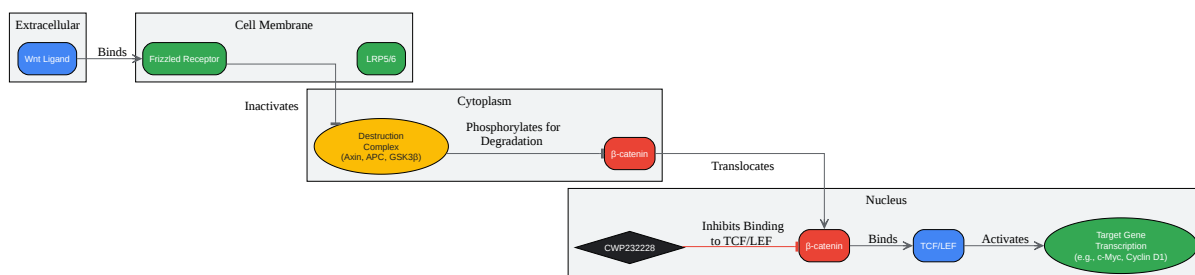 Extracellular
Wnt Ligand
Binds
Cell Membrane
Frizzled Receptor
LRP5/6
Inactivates
Cytoplasm
Destruction
Complex
(Axin, APC, GSK3β)
Phosphorylates for
Degradation
β-catenin
Translocates
Nucleus
CWP232228
Inhibits Binding
to TCF/LEF
β-catenin
Binds
TCF/LEF
Activates
Target Gene
Transcription
(e.g., c-Myc, Cyclin D1)